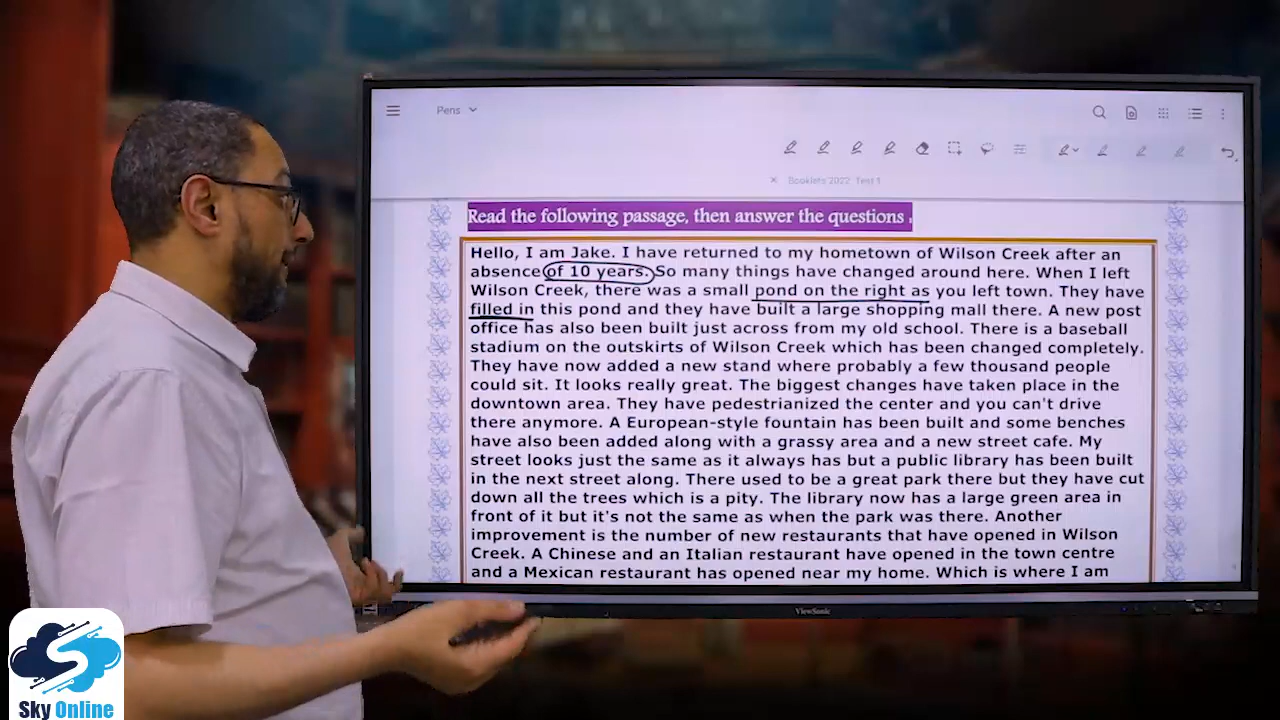 Pens
Booklets 2022 Test 1
Read the following passage, then answer the questions .
Hello, I am Jake. I have returned to my hometown of Wilson Creek after an
absence of 10 years. So many things have changed around here. When I left
Wilson Creek, there was a small pond on the right as you left town. They have
filled in this pond and they have built a large shopping mall there. A new post
office has also been built just across from my old school. There is a baseball
stadium on the outskirts of Wilson Creek which has been changed completely.
They have now added a new stand where probably a few thousand people
could sit. It looks really great. The biggest changes have taken place in the
downtown area. They have pedestrianized the center and you can't drive
there anymore. A European-style fountain has been built and some benches
have also been added along with a grassy area and a new street cafe. My
street looks just the same as it always has but a public library has been built
in the next street along. There used to be a great park there but they have cut
down all the trees which is a pity. The library now has a large green area in
front of it but it's not the same as when the park was there. Another
improvement is the number of new restaurants that have opened in Wilson
Creek. A Chinese and an Italian restaurant have opened in the town centre
and a Mexican restaurant has opened near my home. Which is where I am
ViewSonic
Sky Online